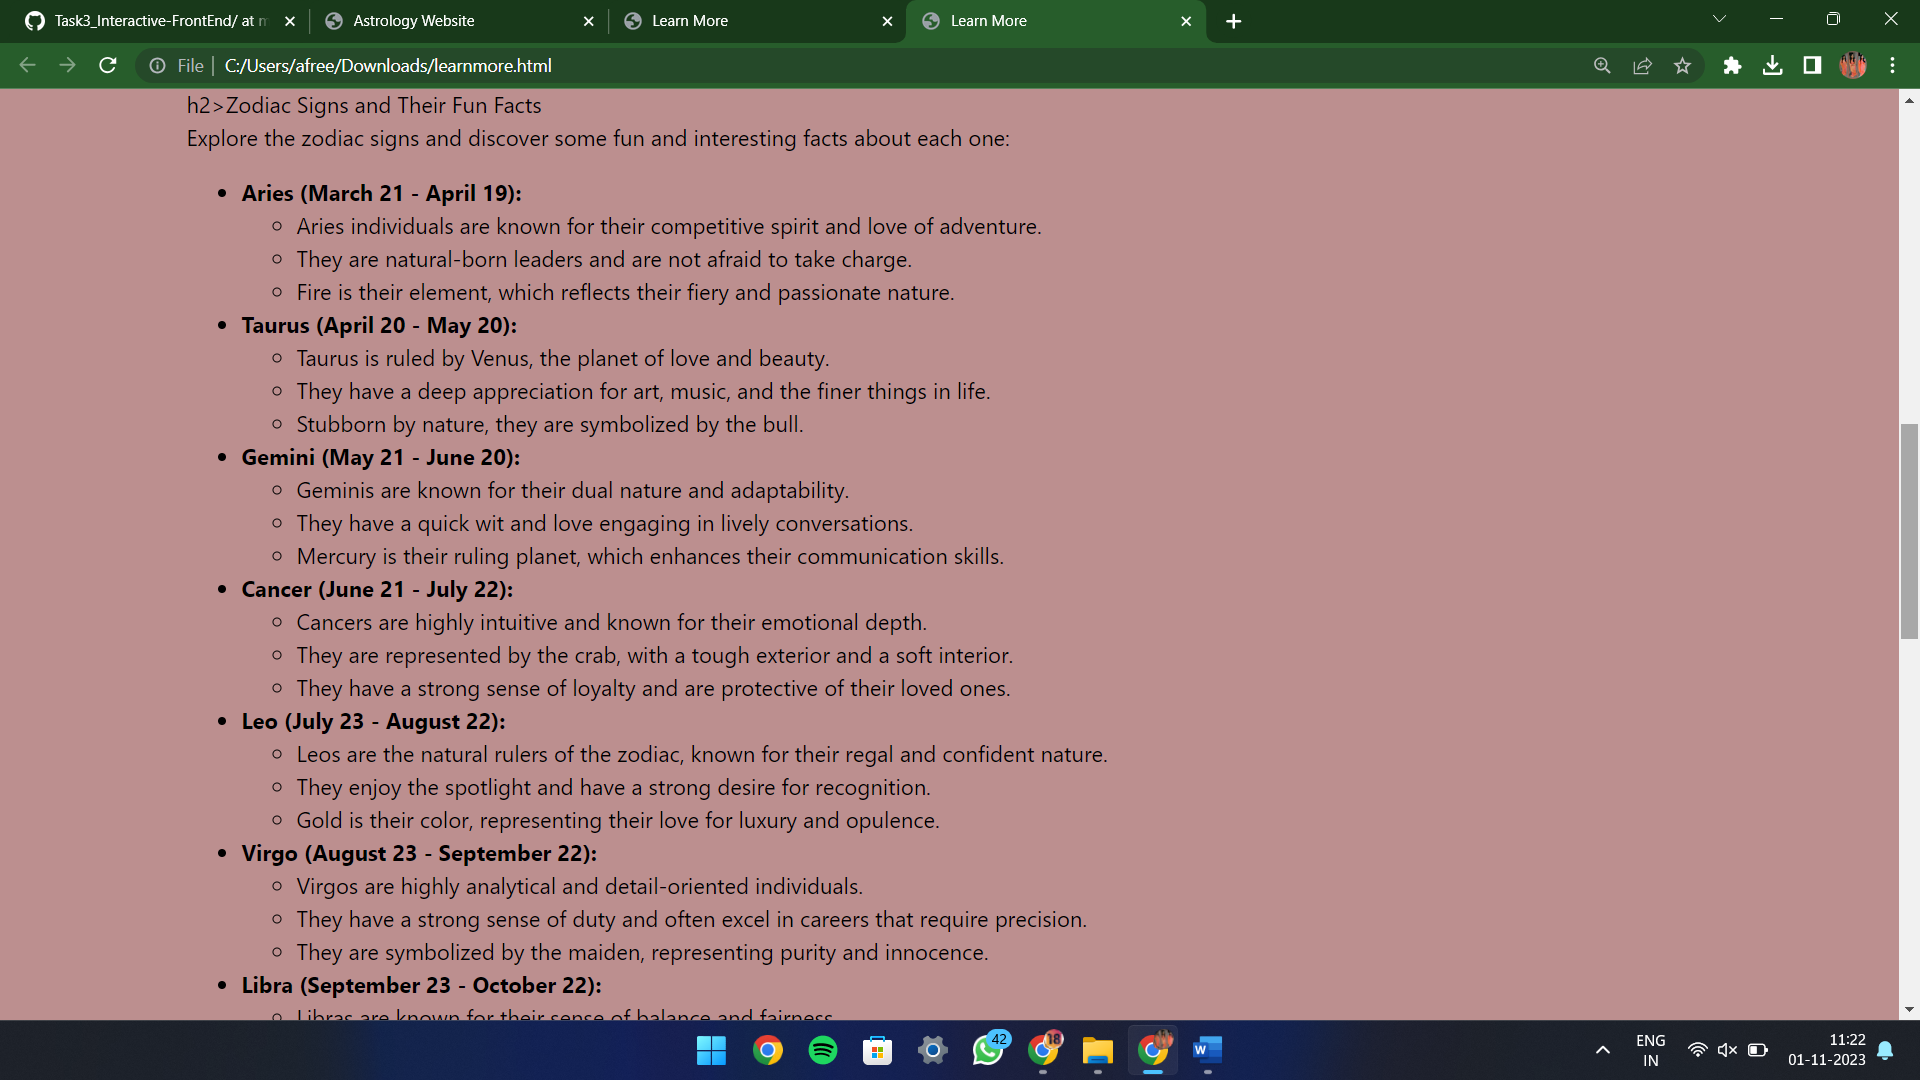 Task3_Interactive-FrontEnd/ at m
Astrology Website
Learn More
Learn More
File
C:/Users/afree/Downloads/learnmore.html
h2>Zodiac Signs and Their Fun Facts
Explore the zodiac signs and discover some fun and interesting facts about each one:
Aries (March 21 - April 19):
Aries individuals are known for their competitive spirit and love of adventure.
They are natural-born leaders and are not afraid to take charge.
Fire is their element, which reflects their fiery and passionate nature.
Taurus (April 20 - May 20):
Taurus is ruled by Venus, the planet of love and beauty.
They have a deep appreciation for art, music, and the finer things in life.
Stubborn by nature, they are symbolized by the bull.
Gemini (May 21 - June 20):
Geminis are known for their dual nature and adaptability.
They have a quick wit and love engaging in lively conversations.
Mercury is their ruling planet, which enhances their communication skills.
Cancer (June 21 - July 22):
Cancers are highly intuitive and known for their emotional depth.
They are represented by the crab, with a tough exterior and a soft interior.
They have a strong sense of loyalty and are protective of their loved ones.
Leo (July 23 - August 22):
Leos are the natural rulers of the zodiac, known for their regal and confident nature.
They enjoy the spotlight and have a strong desire for recognition.
Gold is their color, representing their love for luxury and opulence.
Virgo (August 23 - September 22):
Virgos are highly analytical and detail-oriented individuals.
They have a strong sense of duty and often excel in careers that require precision.
They are symbolized by the maiden, representing purity and innocence.
Libra (September 23 - October 22):
Libras are known for their sense of balance and fairness
42
18
W
ENG
IN
11:22
01-11-2023